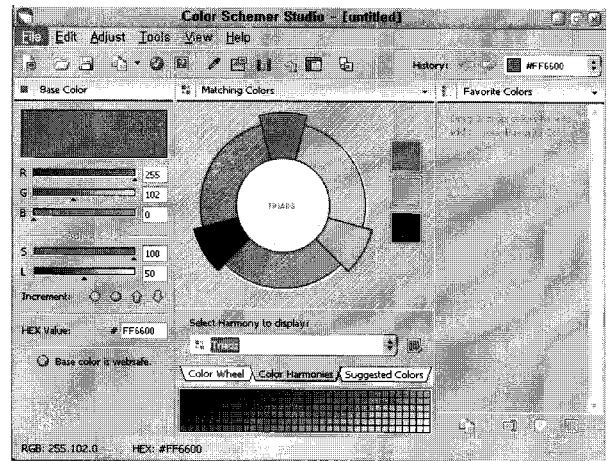 Color Schemer Studio - [untitled]
File Edit Adjust Tools View Help
History: #FF6600
Base Color
Matching Colors
Favorite Colors
R 255
G 102
B 0
S 100
L 50
Increment:
HEX Value: # FF6600
Base color is websafe.
TRIADS
Select Harmony to display:
Triads
Color Wheel Color Harmonies Suggested Colors
RGB: 255.102.0 HEX: #FF6600